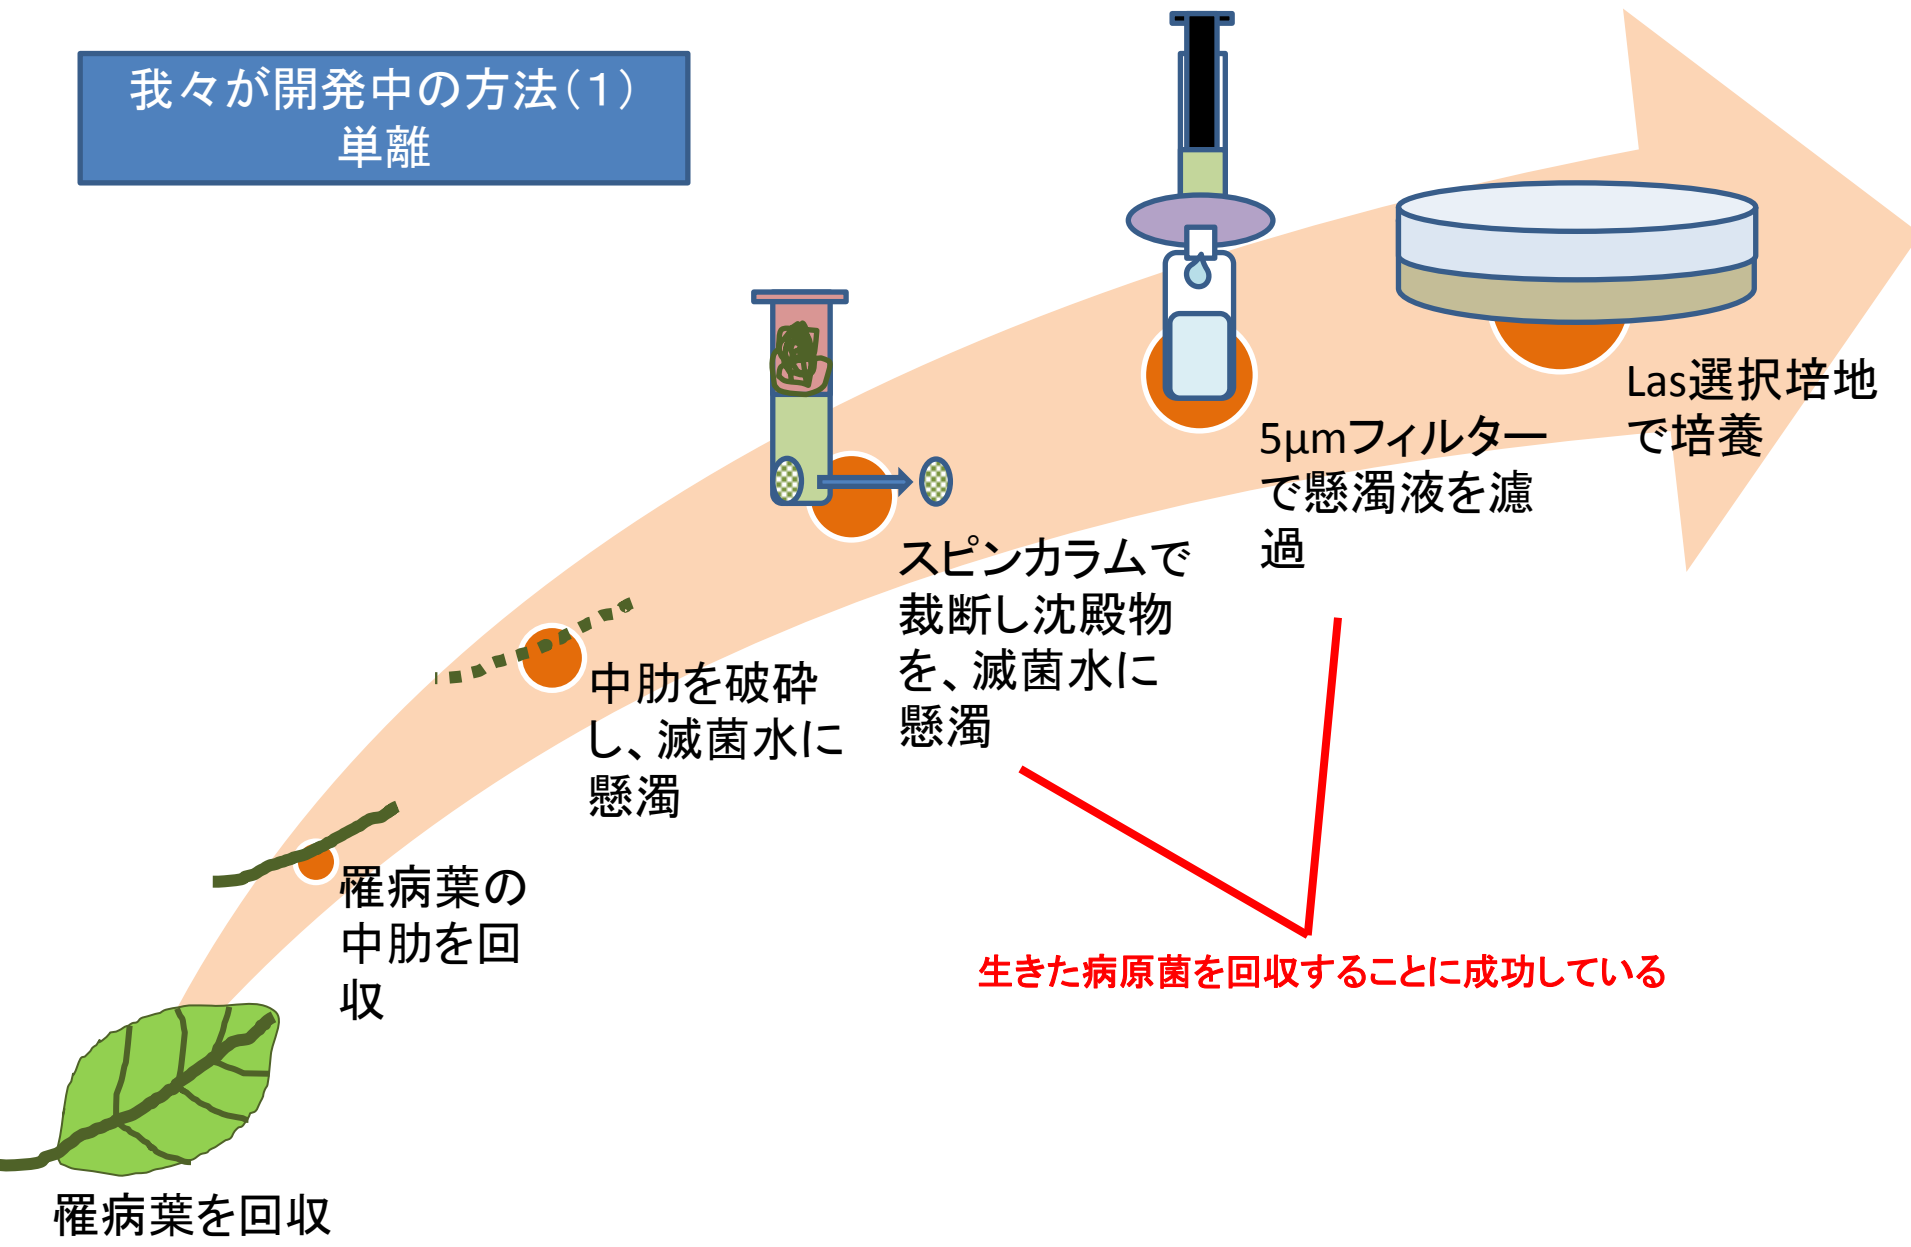 我々が開発中の方法(1)
単離
Las選択培地
で培養
5μmフィルター
で懸濁液を濾
過
スピンカラムで
裁断し沈殿物
を、滅菌水に
懸濁
中肋を破砕
し、滅菌水に
懸濁
罹病葉の
中肋を回
収
罹病葉を回収
生きた病原菌を回収することに成功している